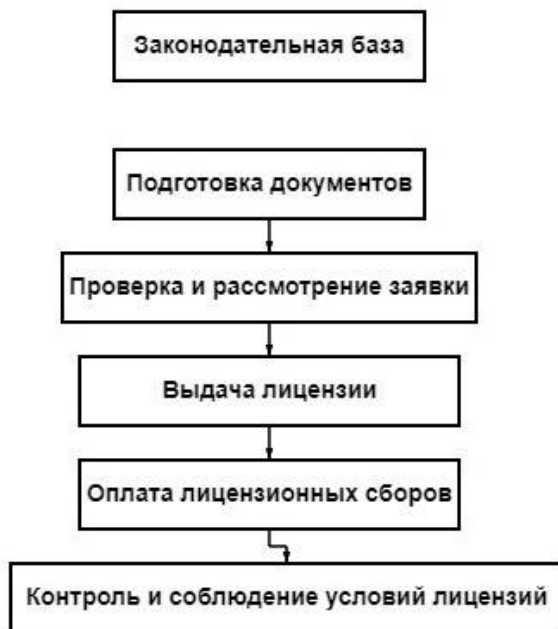 Законодательная база
Подготовка документов
Проверка и рассмотрение заявки
Выдача лицензии
Оплата лицензионных сборов
Контроль и соблюдение условий лицензий